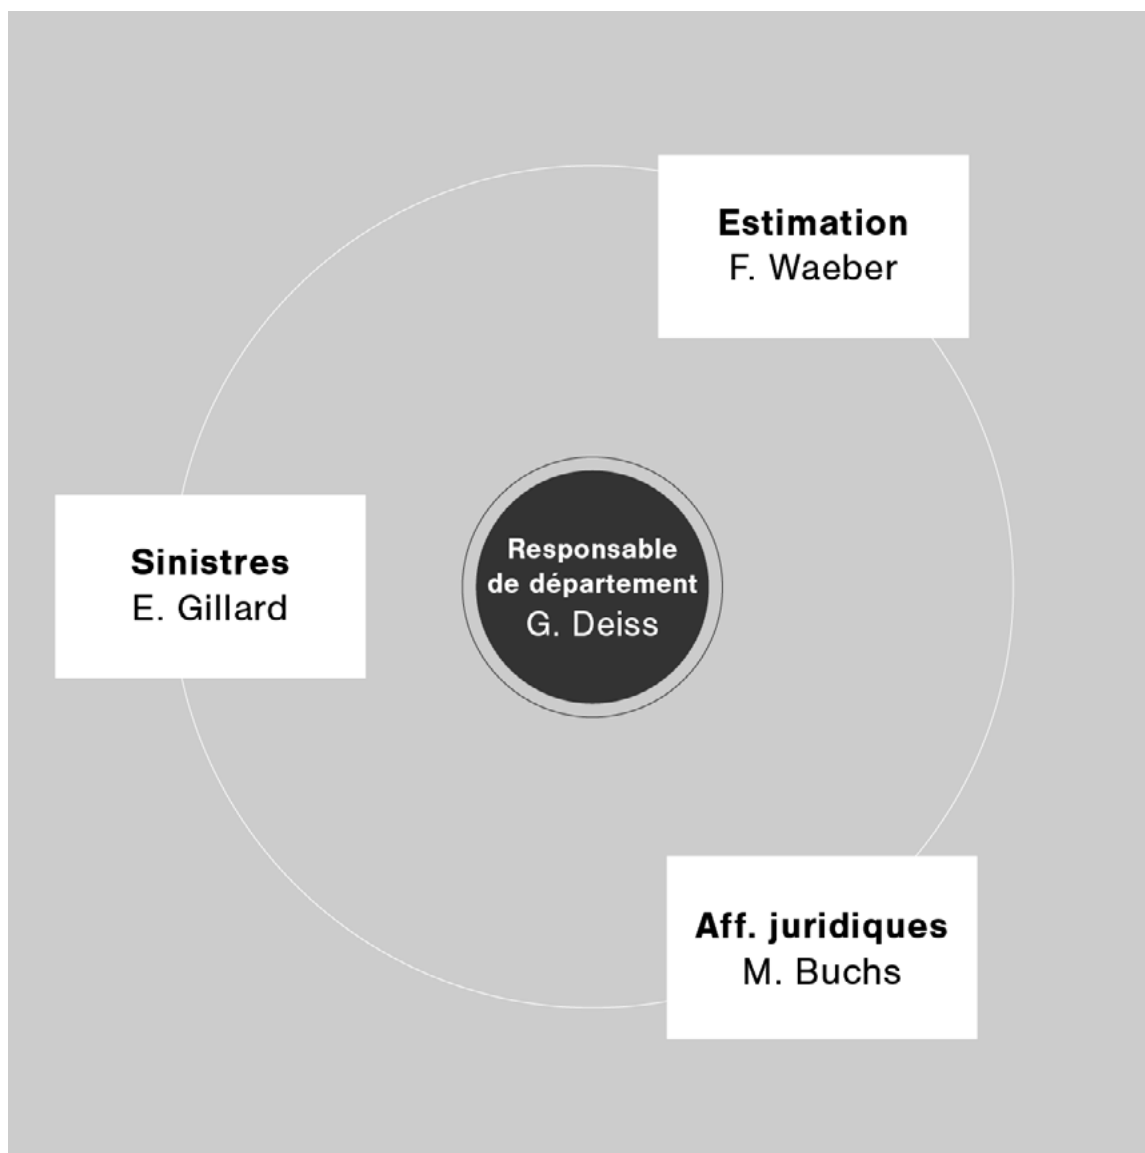 Estimation
F. Waeber
Sinistres
E. Gillard
Responsable
de département
G. Deiss
Aff. juridiques
M. Buchs